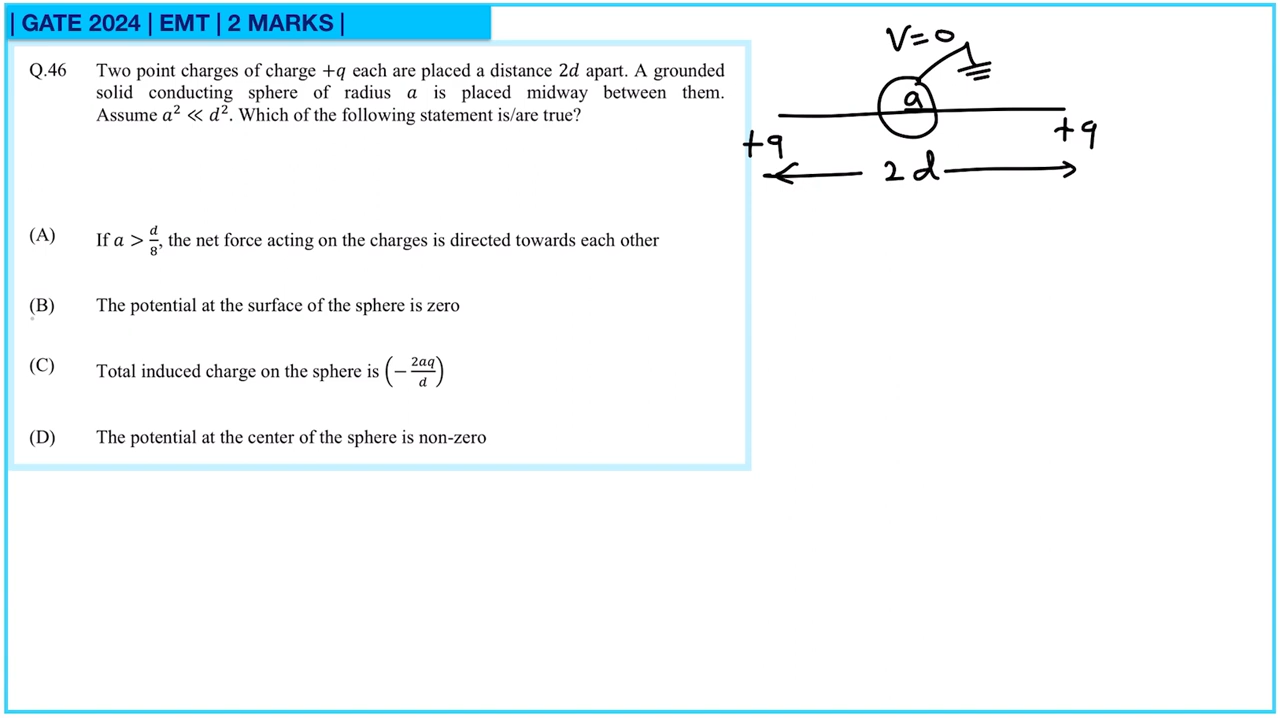 | GATE 2024 | EMT | 2 MARKS |
Q.46 Two point charges of charge +q each are placed a distance 2d apart. A grounded
solid conducting sphere of radius a is placed midway between them.
Assume a² ≪ d². Which of the following statement is/are true?
(A) If a > d/8, the net force acting on the charges is directed towards each other
(B) The potential at the surface of the sphere is zero
(C) Total induced charge on the sphere is (− 2aq/d)
(D) The potential at the center of the sphere is non-zero
V=0
a
+q
+q
2d